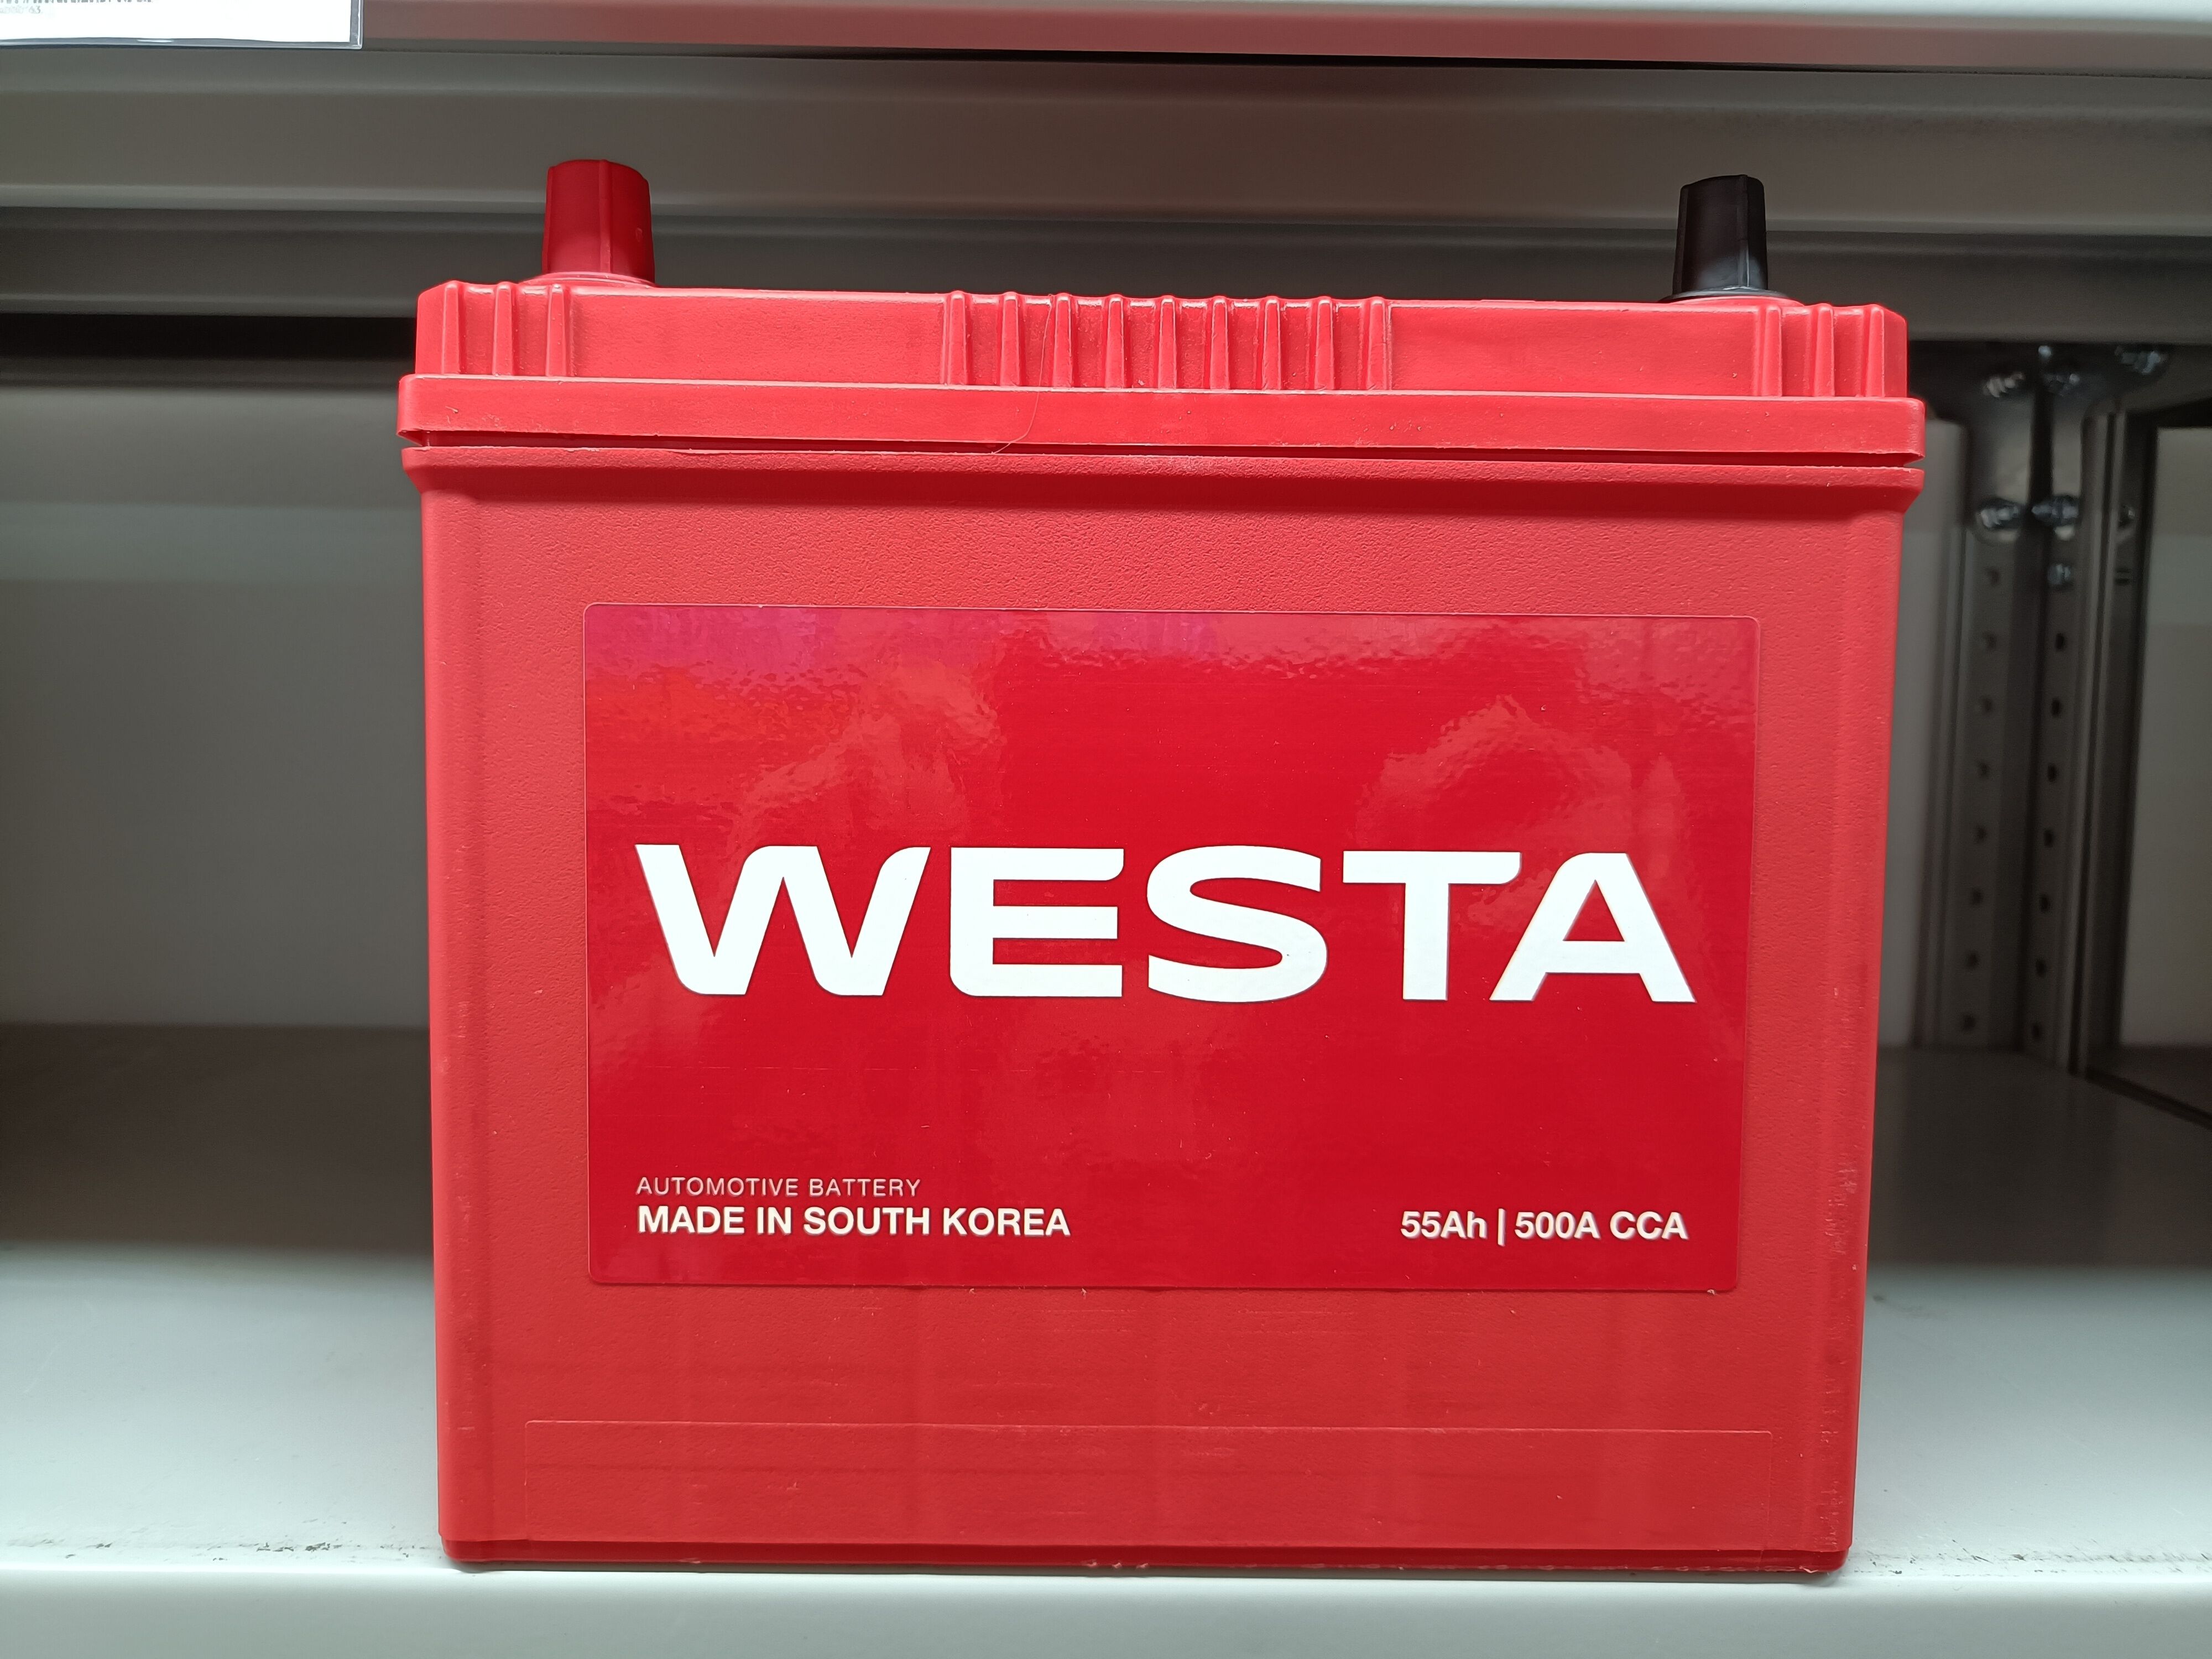 WESTA
AUTOMOTIVE BATTERY
MADE IN SOUTH KOREA
55Ah | 500A CCA